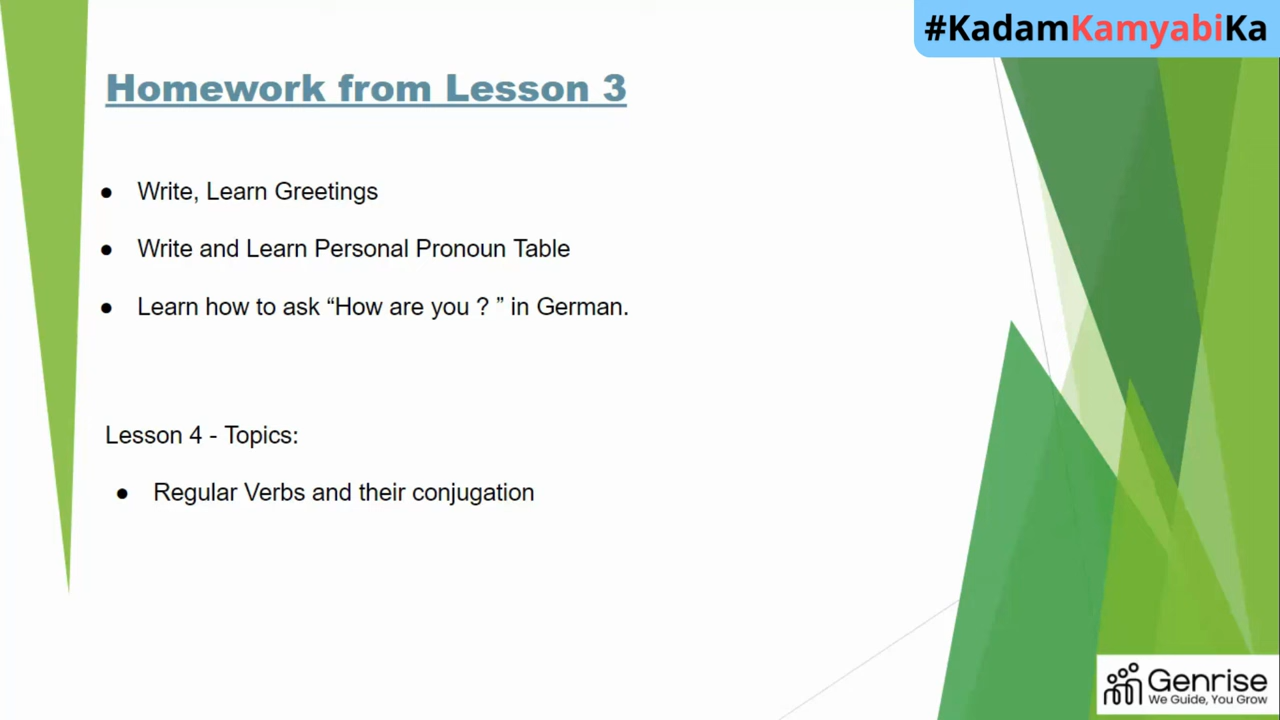 #KadamKamyabiKa
Homework from Lesson 3
● Write, Learn Greetings
● Write and Learn Personal Pronoun Table
● Learn how to ask “How are you ? ” in German.
Lesson 4 - Topics:
● Regular Verbs and their conjugation
Genrise
We Guide, You Grow